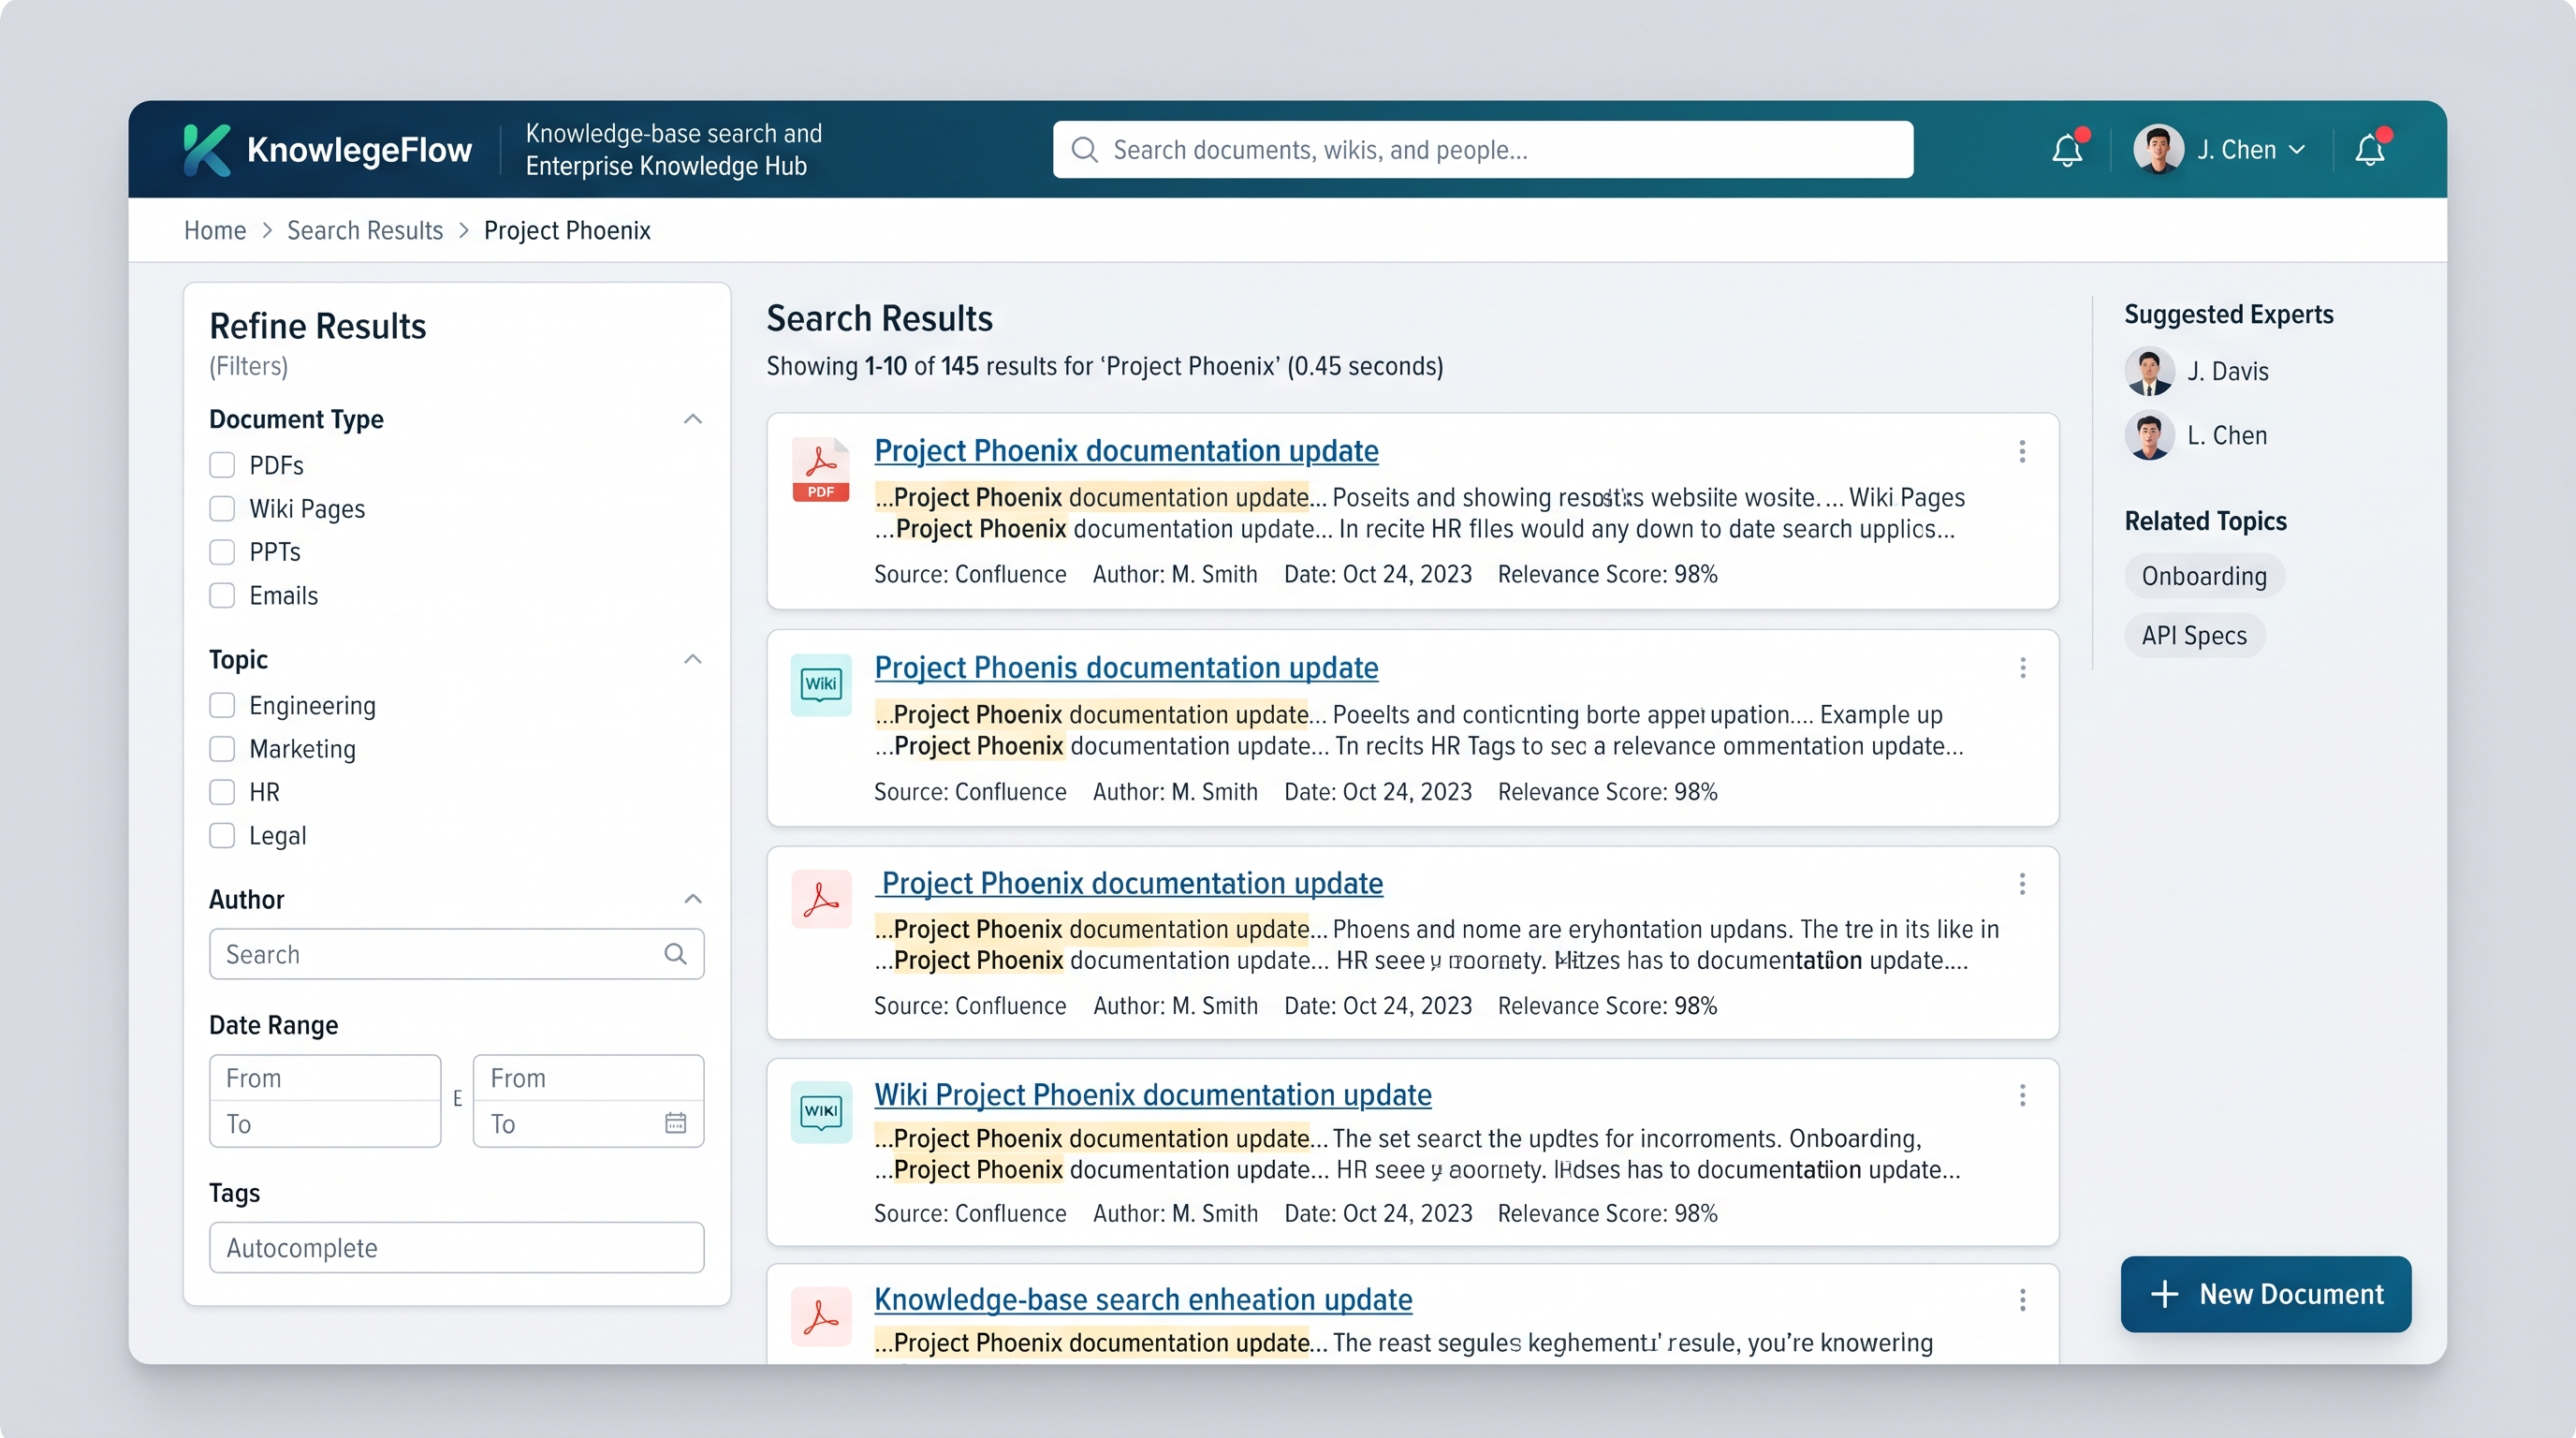 KnowlegeFlow
Knowledge-base search and
Enterprise Knowledge Hub
Search documents, wikis, and people...
J. Chen
Home > Search Results > Project Phoenix
Refine Results
(Filters)
Document Type
PDFs
Wiki Pages
PPTs
Emails
Topic
Engineering
Marketing
HR
Legal
Author
Search
Date Range
From
To
E
From
To
Tags
Autocomplete
Search Results
Showing 1-10 of 145 results for ‘Project Phoenix’ (0.45 seconds)
PDF
Project Phoenix documentation update
...Project Phoenix documentation update... Poseits and showing websiite wosite.... Wiki Pages
...Project Phoenix documentation update... In recite HR would any down to date search upplics...
Source: Confluence Author: M. Smith Date: Oct 24, 2023 Relevance Score: 98%
Wiki
Project Phoenis documentation update
...Project Phoenix documentation update... Poeelts and conticnting borte Example up
...Project Phoenix documentation update... Tn recits HR Tags to sec a relevance ommentation update...
Source: Confluence Author: M. Smith Date: Oct 24, 2023 Relevance Score: 98%
Project Phoenix documentation update
...Project Phoenix documentation update... Phoens and nome are eryhontation updans. The tre in its like in
...Project Phoenix documentation update... HR seee has to update....
Source: Confluence Author: M. Smith Date: Oct 24, 2023 Relevance Score: 98%
WIKI
Wiki Project Phoenix documentation update
...Project Phoenix documentation update... The set searct the updtes for incorroments. Onboarding,
...Project Phoenix documentation update... HR seee y has to documentatiion update...
Source: Confluence Author: M. Smith Date: Oct 24, 2023 Relevance Score: 98%
Knowledge-base search enheation update
...Project Phoenix documentation update... The reast segules resule, you're knowering
Suggested Experts
J. Davis
L. Chen
Related Topics
Onboarding
API Specs
+ New Document